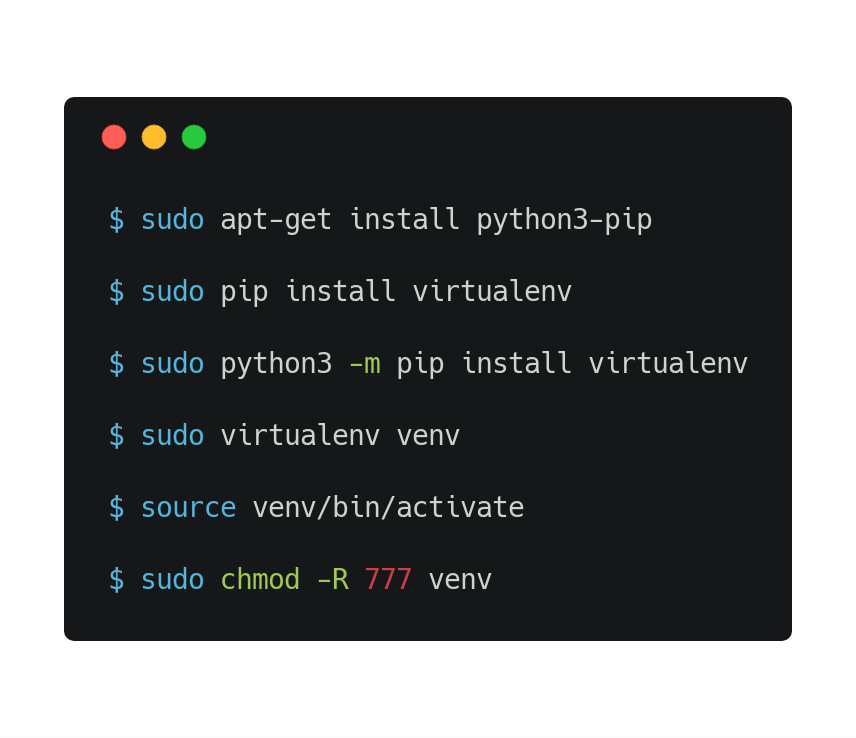 $ sudo apt-get install python3-pip
$ sudo pip install virtualenv
$ sudo python3 -m pip install virtualenv
$ sudo virtualenv venv
$ source venv/bin/activate
$ sudo chmod -R 777 venv